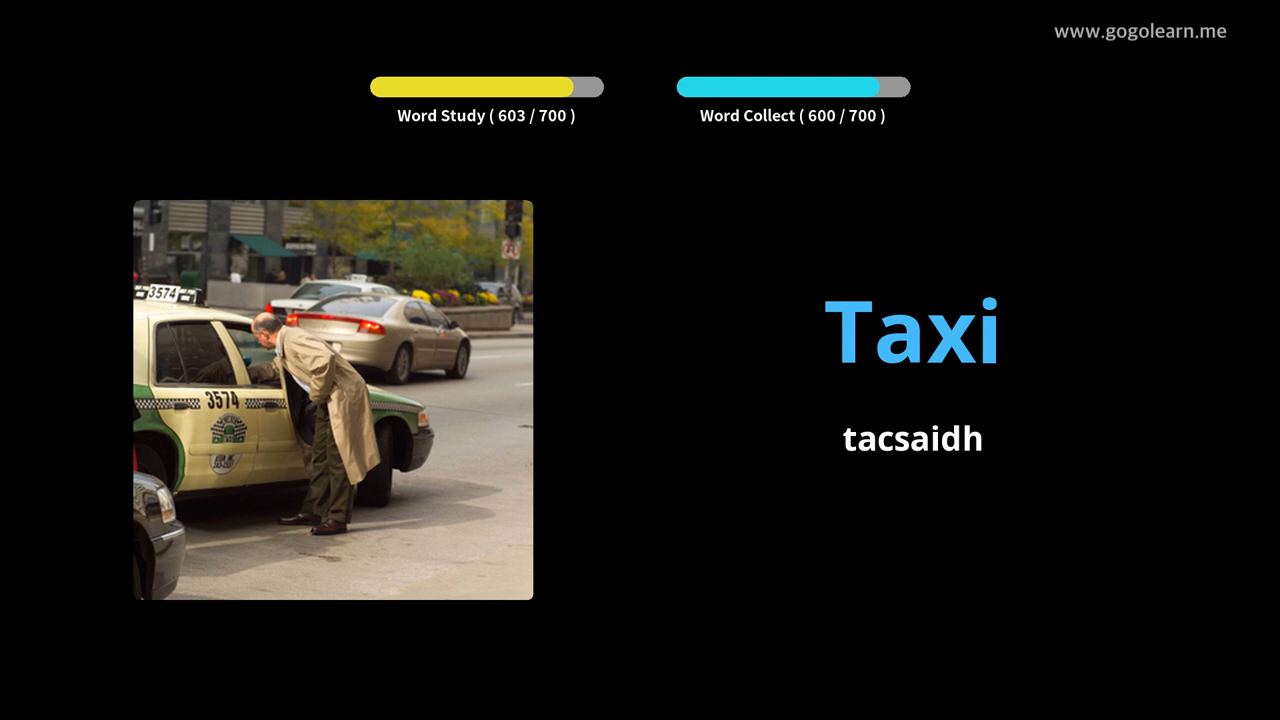 www.gogolearn.me
Word Study ( 603 / 700 )
Word Collect ( 600 / 700 )
3574
3574
Taxi
tacsaidh